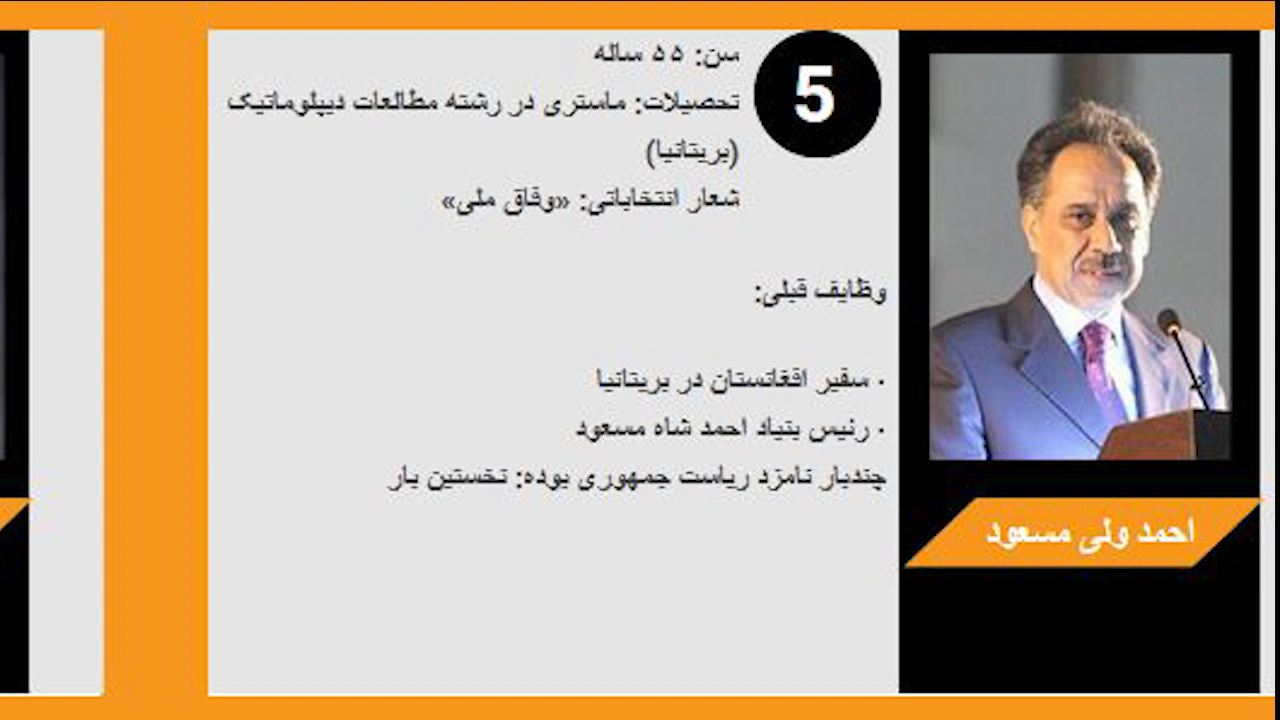 5
سن: ۵۵ ساله
تحصیلات: ماستری در رشته مطالعات دیپلوماتیک
(بریتانیا)
شعار انتخاباتی: «وفاق ملی»
وظایف قبلی:
· سفیر افغانستان در بریتانیا
· رئیس بنیاد احمد شاه مسعود
چندبار نامزد ریاست جمهوری بوده: نخستین بار
احمد ولی مسعود